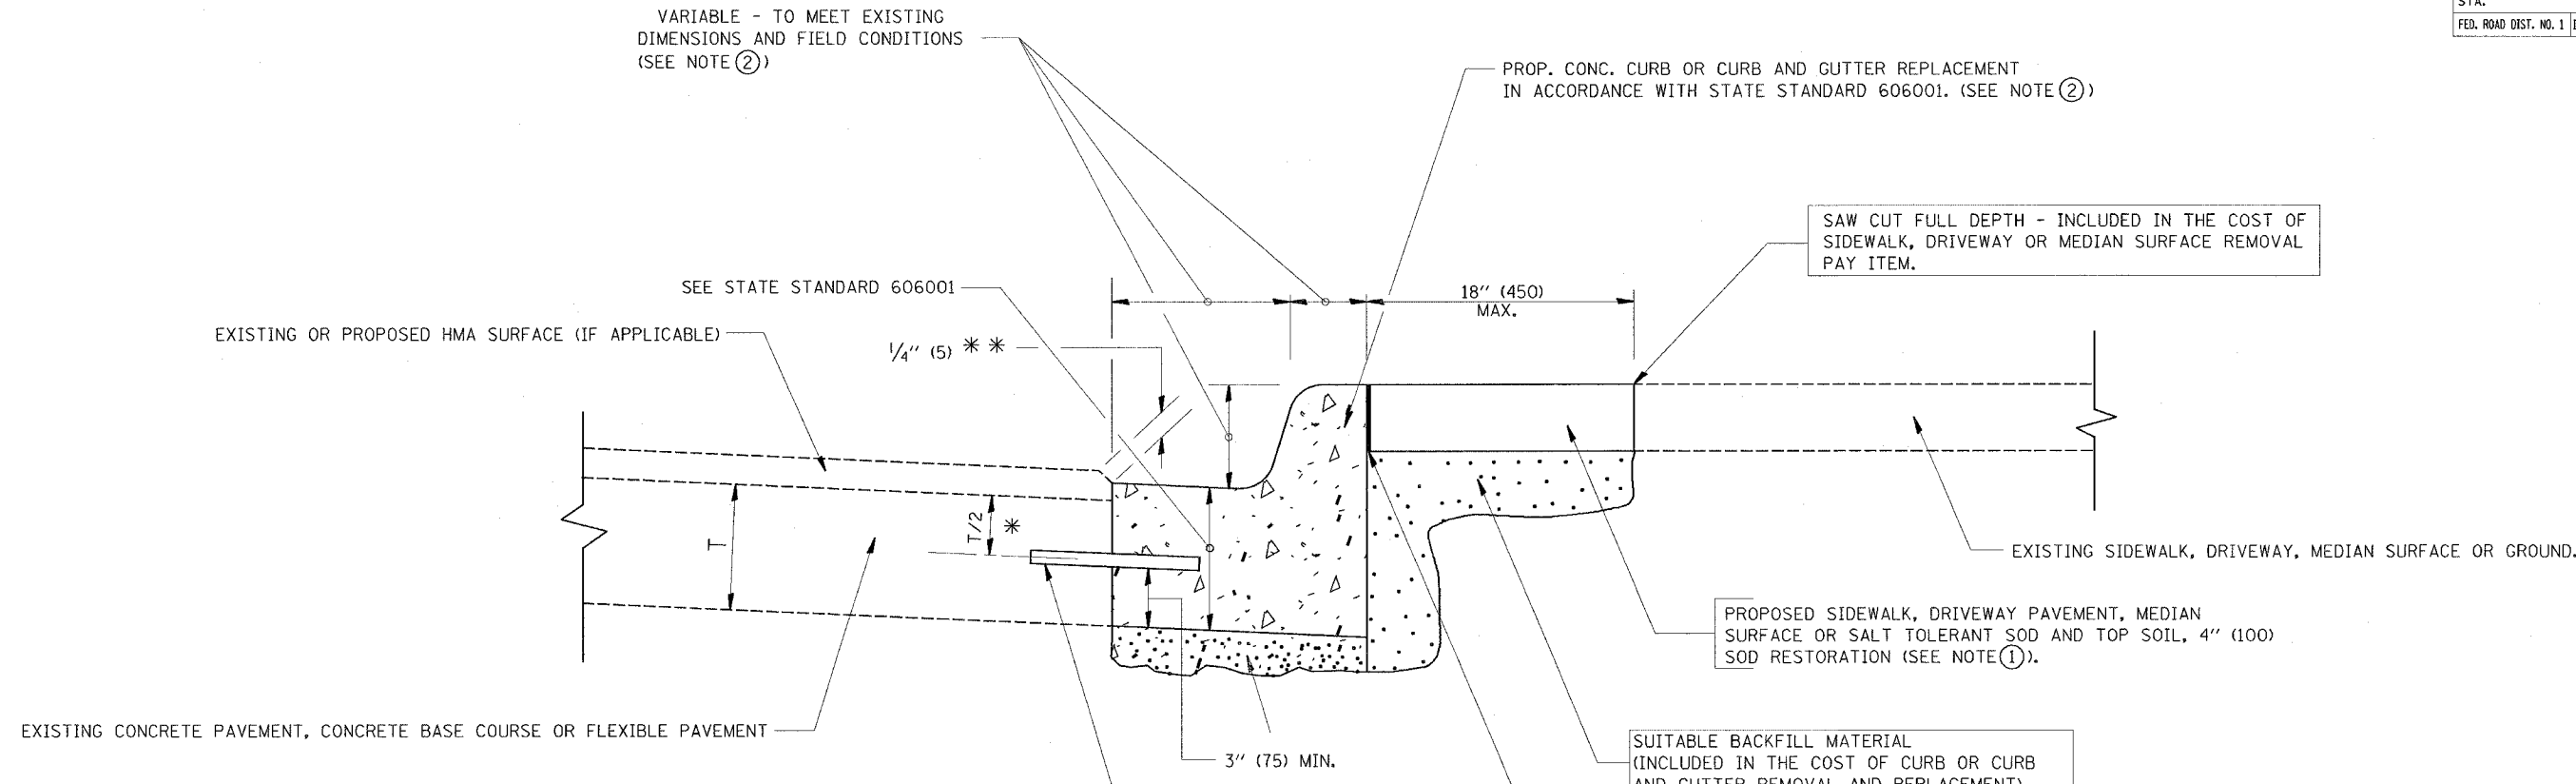 STA.
FED. ROAD DIST. NO. 1
VARIABLE - TO MEET EXISTING
DIMENSIONS AND FIELD CONDITIONS
(SEE NOTE ②)
PROP. CONC. CURB OR CURB AND GUTTER REPLACEMENT
IN ACCORDANCE WITH STATE STANDARD 606001. (SEE NOTE ②)
SAW CUT FULL DEPTH - INCLUDED IN THE COST OF
SIDEWALK, DRIVEWAY OR MEDIAN SURFACE REMOVAL
PAY ITEM.
SEE STATE STANDARD 606001
18" (450)
MAX.
EXISTING OR PROPOSED HMA SURFACE (IF APPLICABLE)
1/4" (5) * *
T
T/2
*
EXISTING SIDEWALK, DRIVEWAY, MEDIAN SURFACE OR GROUND.
PROPOSED SIDEWALK, DRIVEWAY PAVEMENT, MEDIAN
SURFACE OR SALT TOLERANT SOD AND TOP SOIL, 4" (100)
SOD RESTORATION (SEE NOTE ①).
EXISTING CONCRETE PAVEMENT, CONCRETE BASE COURSE OR FLEXIBLE PAVEMENT
3" (75) MIN.
SUITABLE BACKFILL MATERIAL
(INCLUDED IN THE COST OF CURB OR CURB
AND GUTTER REMOVAL AND REPLACEMENT)